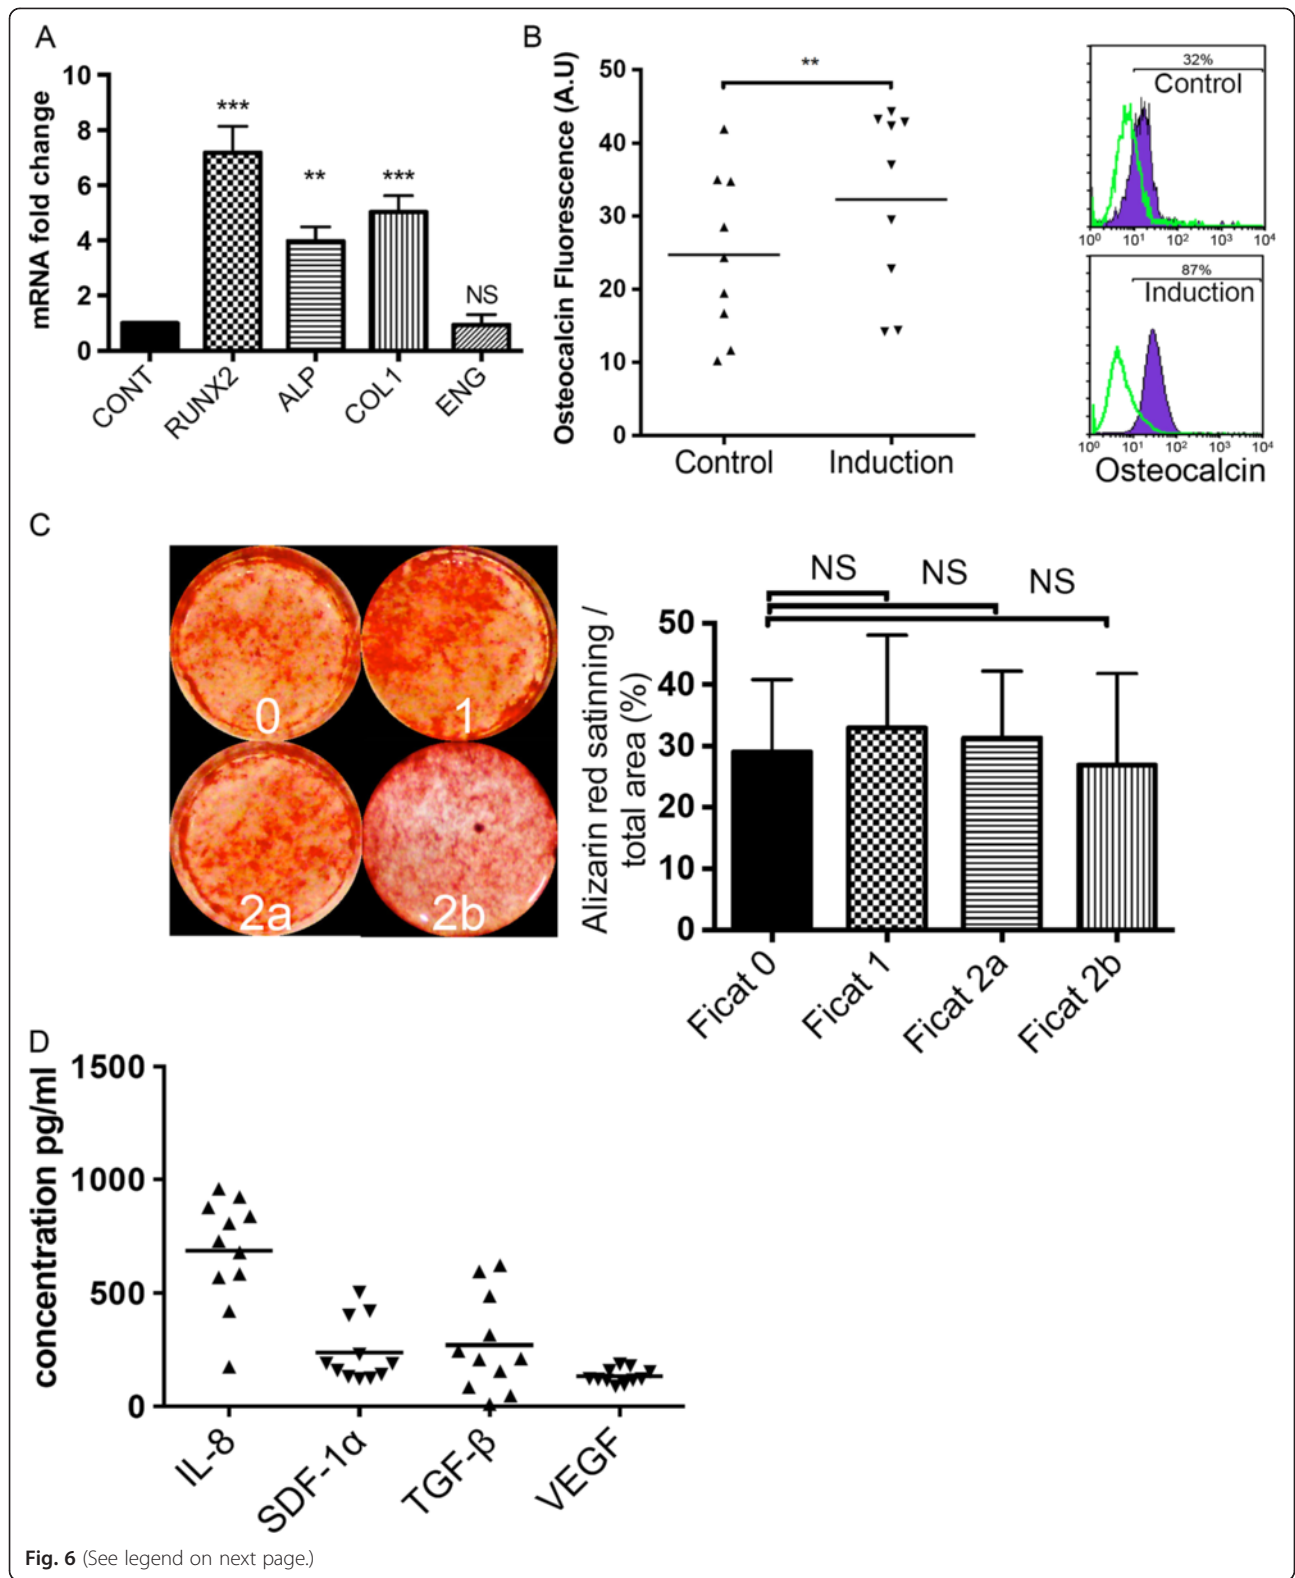 A
mRNA fold change
10
8
6
4
2
0
***
**
***
NS
CONT
RUNX2
ALP
COL1
ENG
B
Osteocalcin Fluorescence (A.U)
50
40
30
20
10
0
**
Control
Induction
32%
Control
10⁰ 10¹ 10² 10³ 10⁴
87%
Induction
10⁰ 10¹ 10² 10³ 10⁴
Osteocalcin
C
0
1
2a
2b
Alizarin red satinning /
total area (%)
NS
NS
NS
50
40
30
20
10
0
Ficat 0
Ficat 1
Ficat 2a
Ficat 2b
D
concentration pg/ml
1500
1000
500
0
IL-8
SDF-1α
TGF-β
VEGF
Fig. 6 (See legend on next page.)